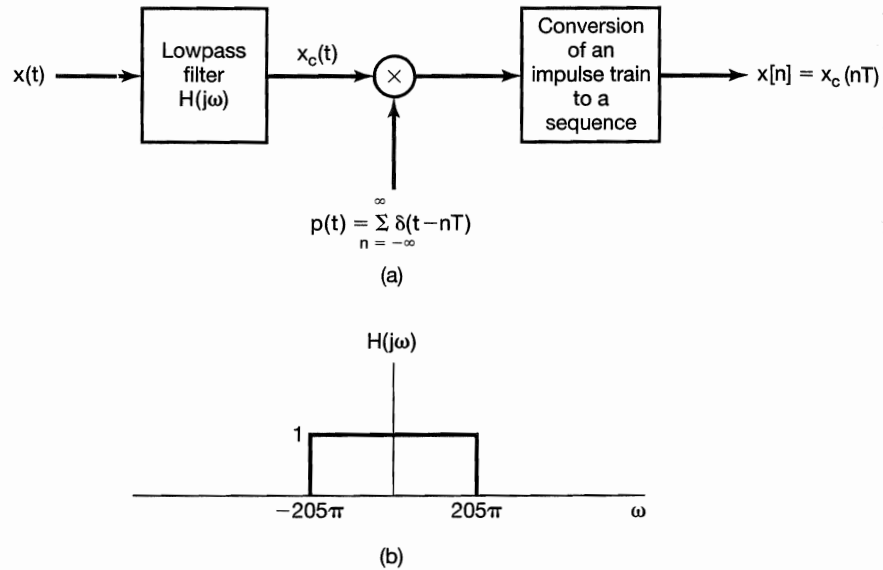 x(t)
Lowpass
filter
H(jω)
x_c(t)
×
Conversion
of an
impulse train
to a
sequence
x[n] = x_c(nT)
p(t) = Σ δ(t−nT)
∞
n = −∞
(a)
H(jω)
1
−205π 205π ω
(b)